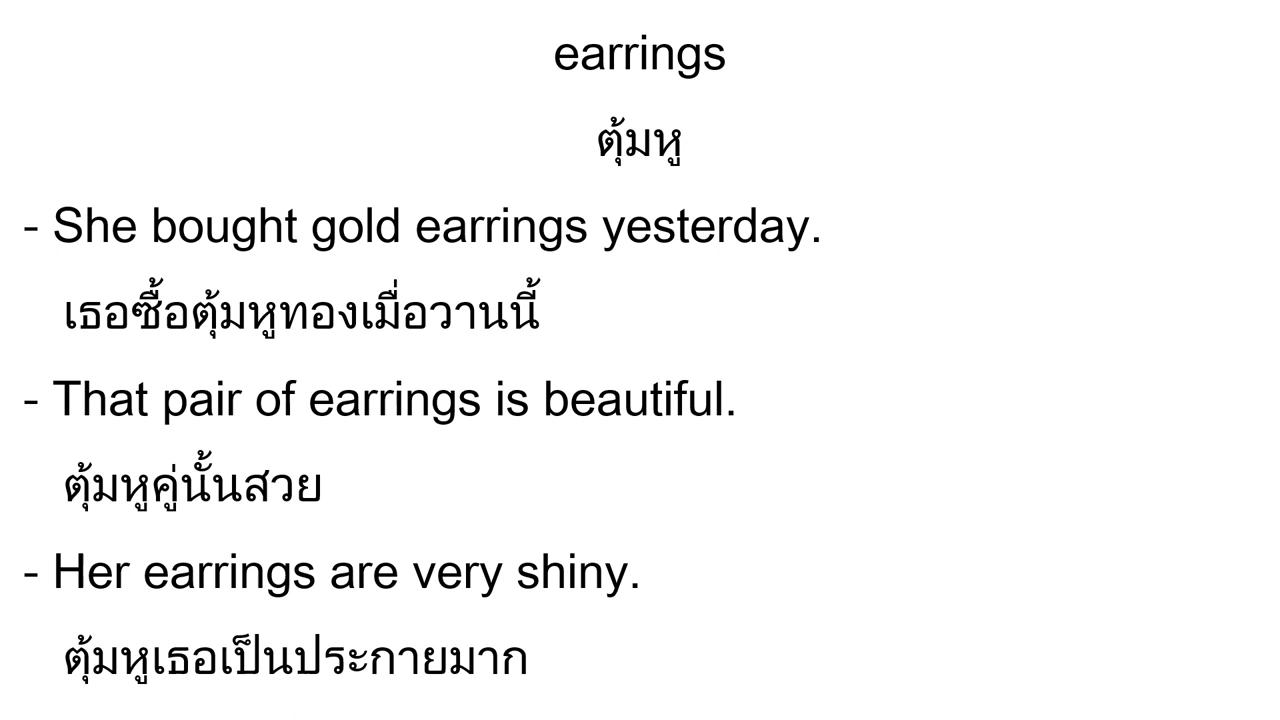 earrings
ตุ้มหู
- She bought gold earrings yesterday.
เธอซื้อตุ้มหูทองเมื่อวานนี้
- That pair of earrings is beautiful.
ตุ้มหูคู่นั้นสวย
- Her earrings are very shiny.
ตุ้มหูเธอเป็นประกายมาก